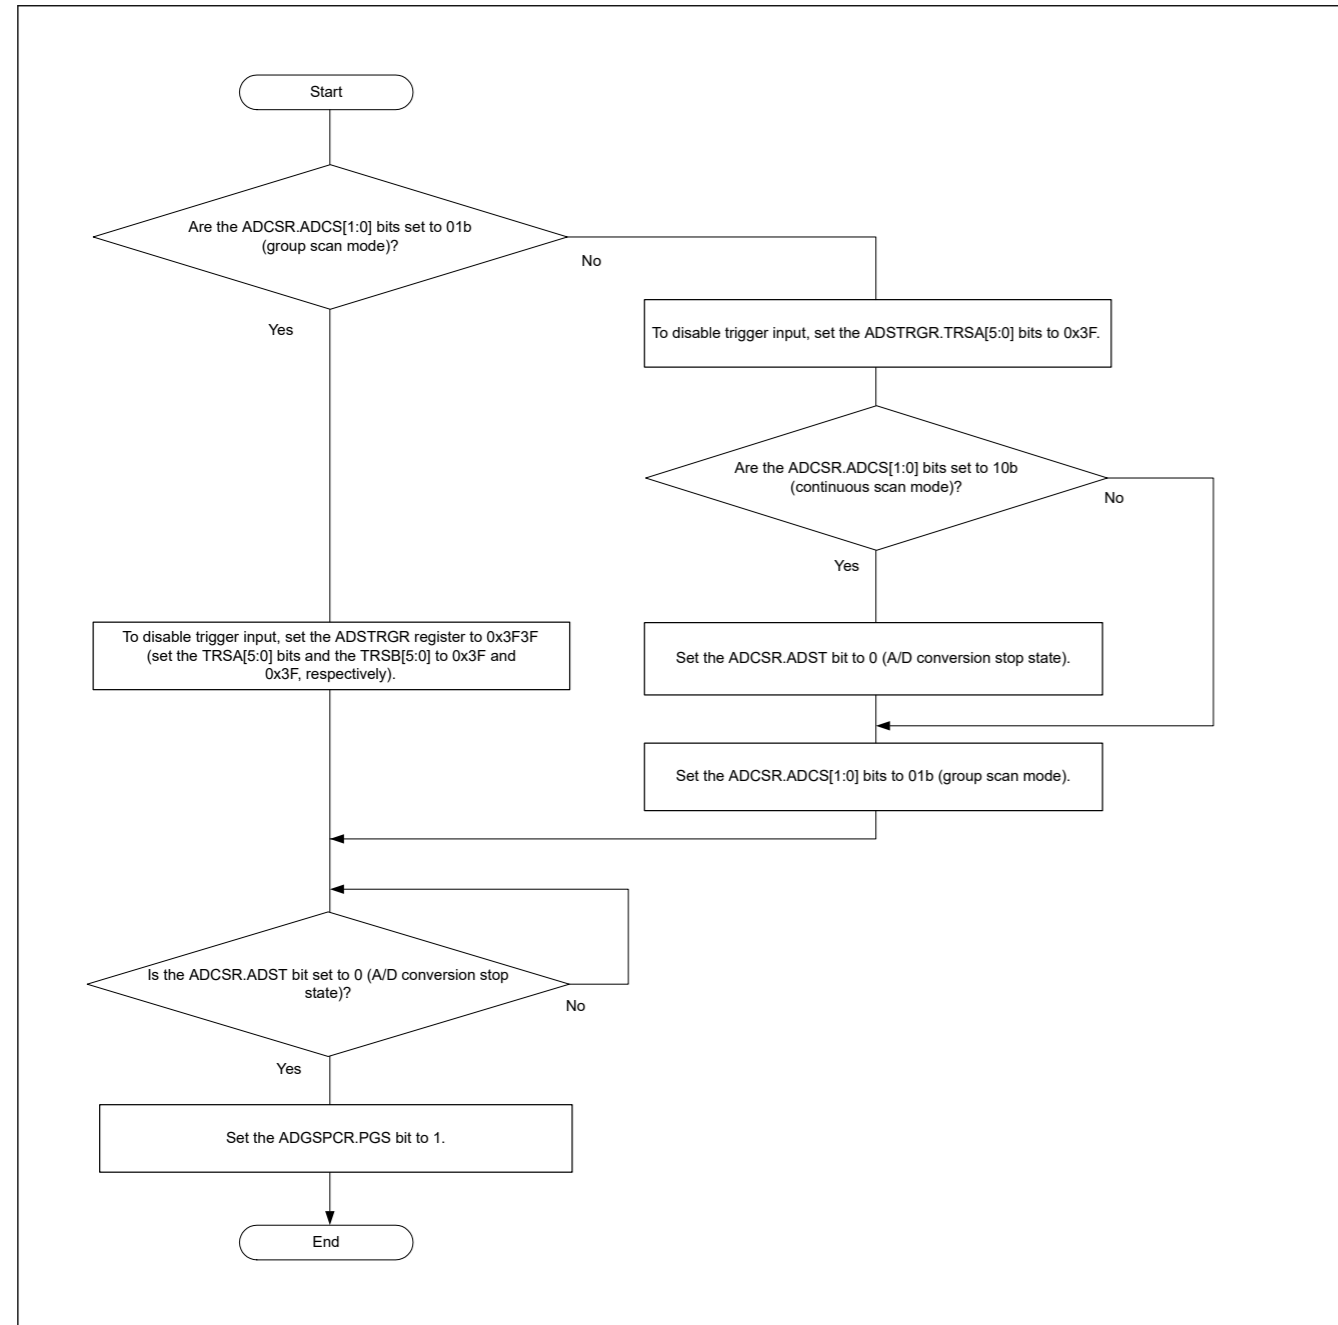 Start
Are the ADCSR.ADCS[1:0] bits set to 01b
(group scan mode)?
No
Yes
To disable trigger input, set the ADSTRGR.TRSA[5:0] bits to 0x3F.
Are the ADCSR.ADCS[1:0] bits set to 10b
(continuous scan mode)?
No
Yes
To disable trigger input, set the ADSTRGR register to 0x3F3F
(set the TRSA[5:0] bits and the TRSB[5:0] to 0x3F and
0x3F, respectively).
Set the ADCSR.ADST bit to 0 (A/D conversion stop state).
Set the ADCSR.ADCS[1:0] bits to 01b (group scan mode).
Is the ADCSR.ADST bit set to 0 (A/D conversion stop
state)?
No
Yes
Set the ADGSPCR.PGS bit to 1.
End